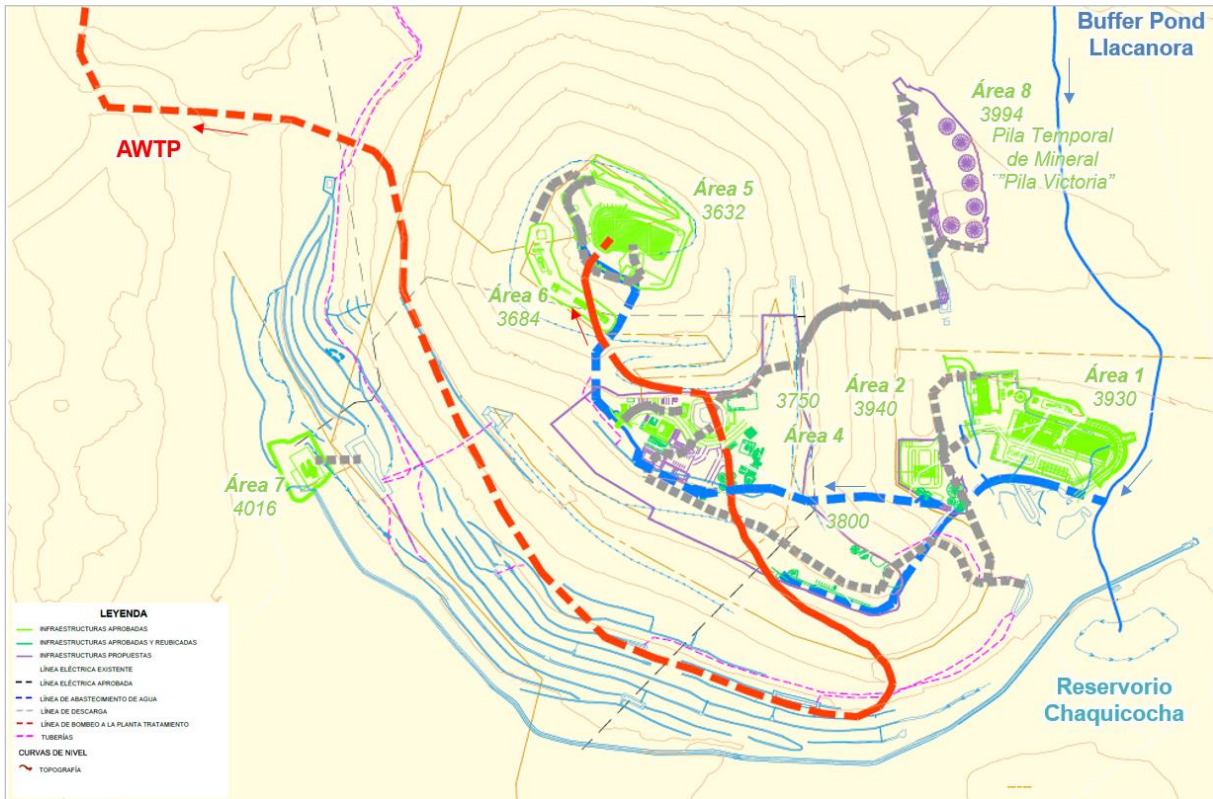 Buffer Pond
Llacanora
Área 8
3994
Pila Temporal
de Mineral
"Pila Victoria"
AWTP
Área 5
3632
Área 6
3684
Área 2
3940
Área 1
3930
3750
Área 4
Área 7
4016
3800
Reservorio
Chaquicocha
LEYENDA
INFRAESTRUCTURAS APROBADAS
INFRAESTRUCTURAS APROBADAS Y REUBICADAS
INFRAESTRUCTURAS PROPUESTAS
LÍNEA ELÉCTRICA EXISTENTE
LÍNEA ELÉCTRICA APROBADA
LÍNEA DE ABASTECIMIENTO DE AGUA
LÍNEA DE DESCARGA
LÍNEA DE BOMBEO A LA PLANTA TRATAMIENTO
TUBERÍAS
CURVAS DE NIVEL
TOPOGRAFÍA